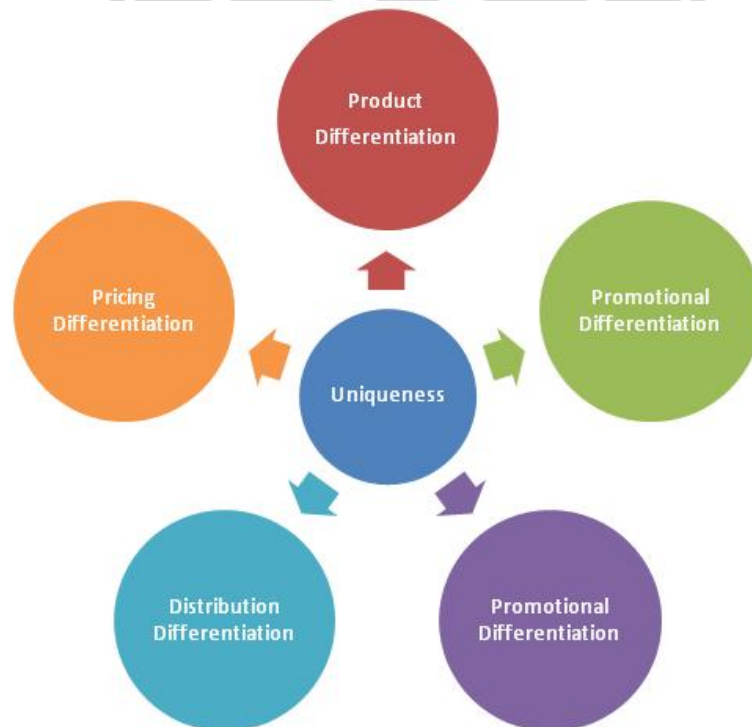 Product
Differentiation
Pricing
Differentiation
Promotional
Differentiation
Uniqueness
Distribution
Differentiation
Promotional
Differentiation